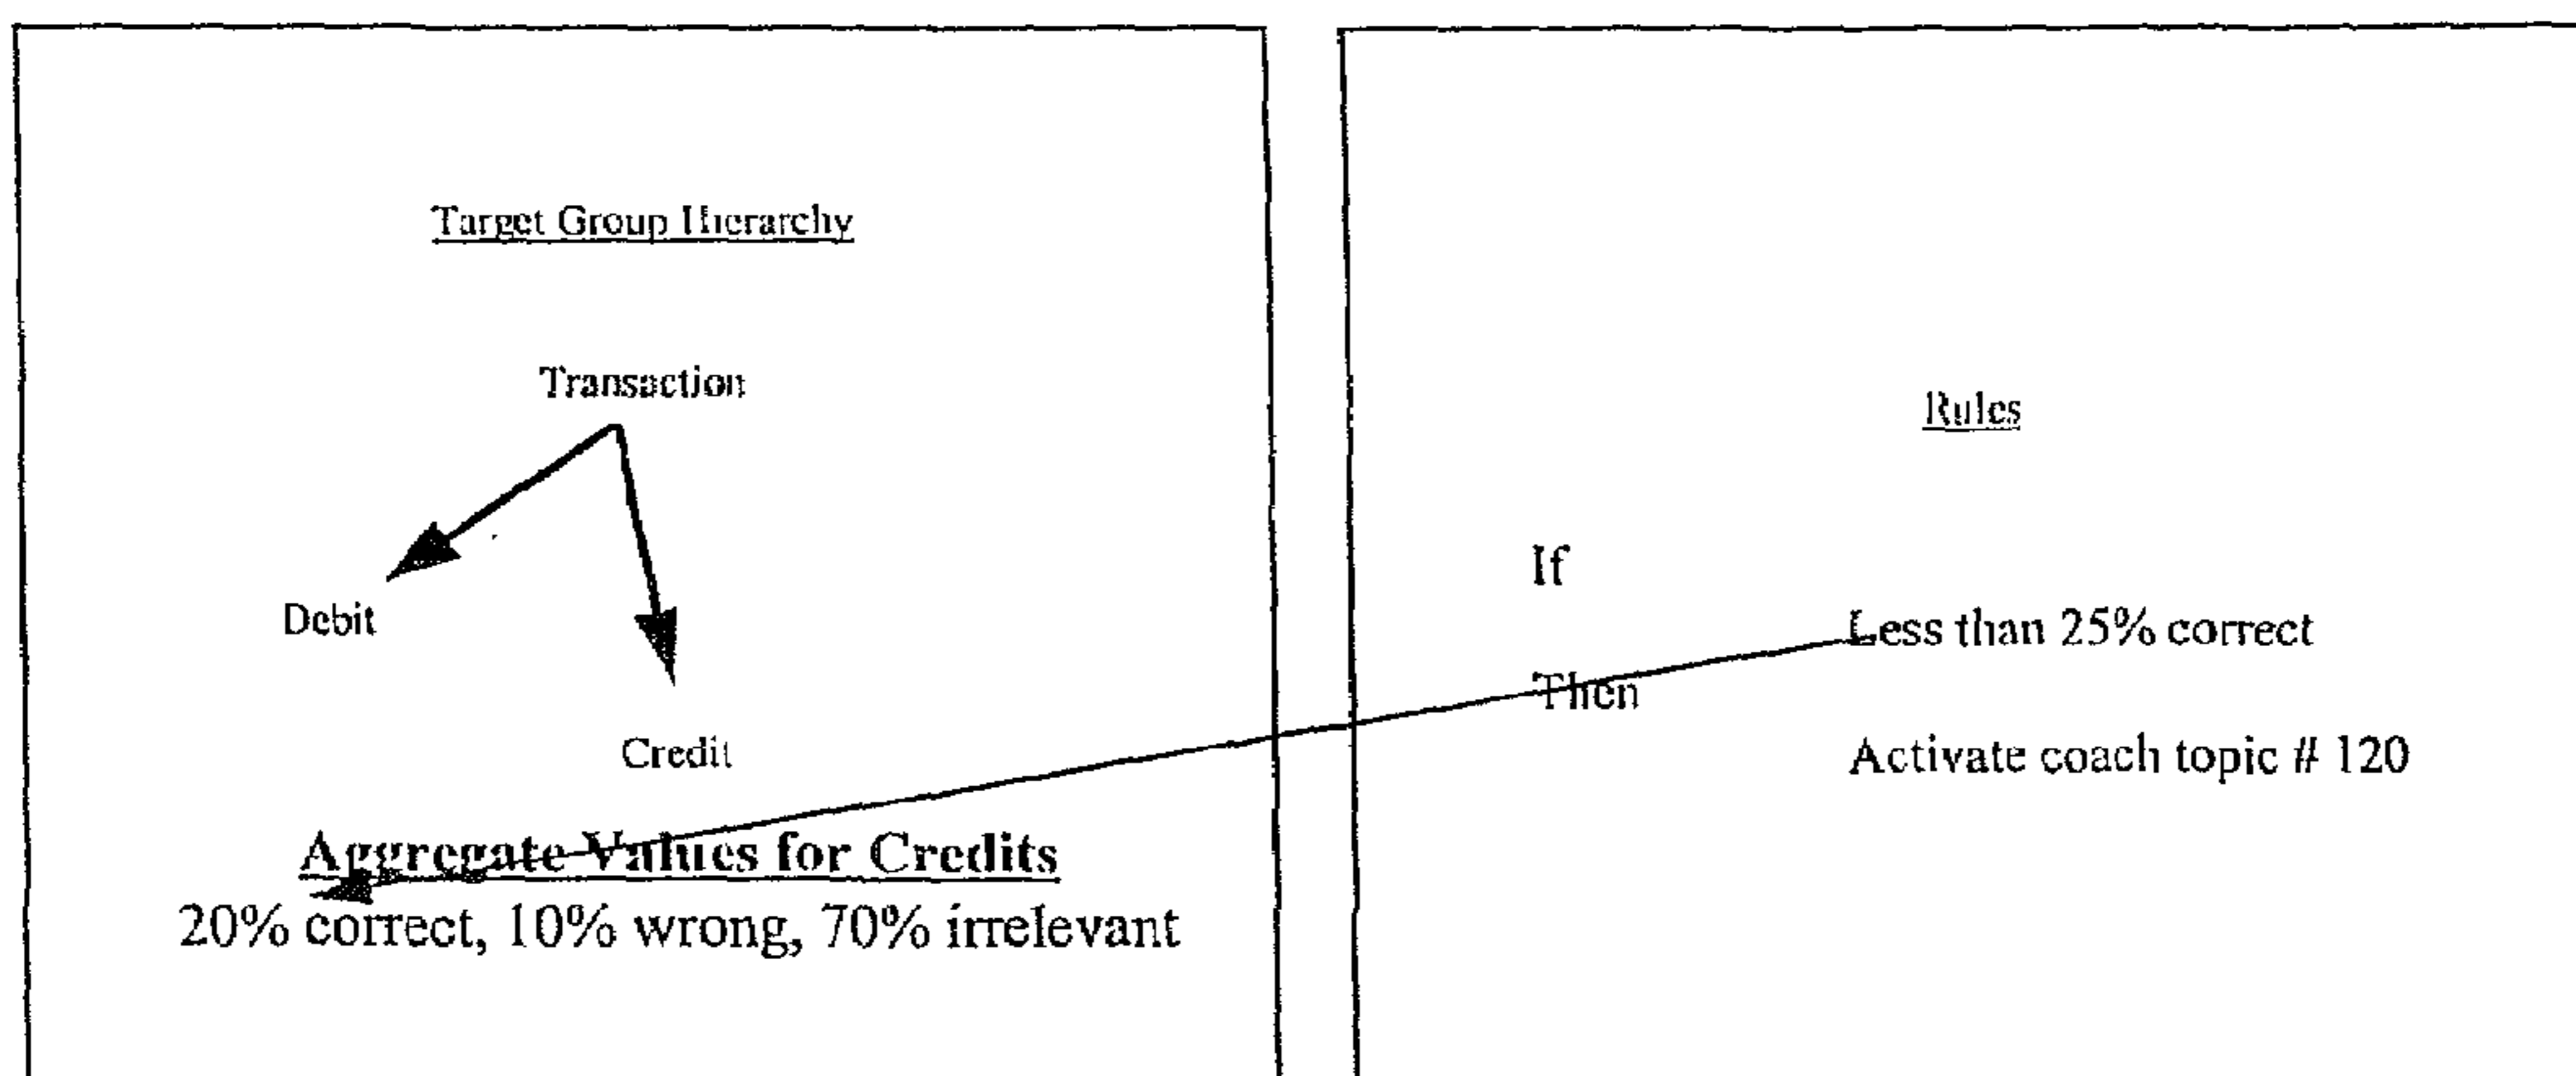 Target Group Hierarchy
Transaction
Debit
Credit
Aggregate Values for Credits
20% correct, 10% wrong, 70% irrelevant
Rules
If
Less than 25% correct
Then
Activate coach topic # 120